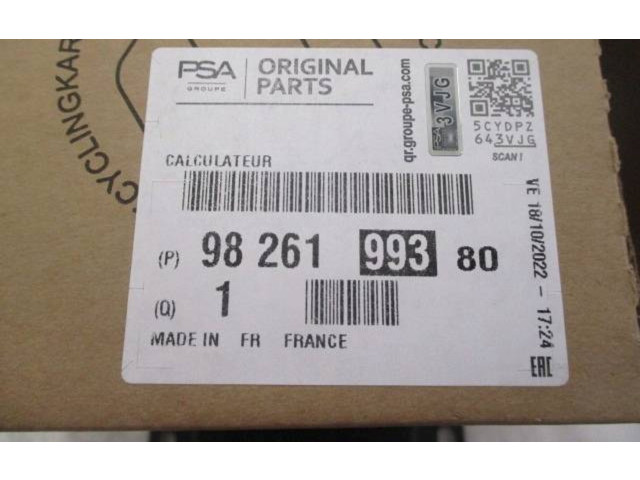 CYCLINGKAR
PSA
GROUPE
ORIGINAL
PARTS
qr.groupe-psa.com
PSA 3VJG
5CYDPZ
643VJG
SCAN!
CALCULATEUR
(P) 98 261 993 80
(Q) 1
MADE IN FR FRANCE
VE 18/10/2022 - 17:24
EAC